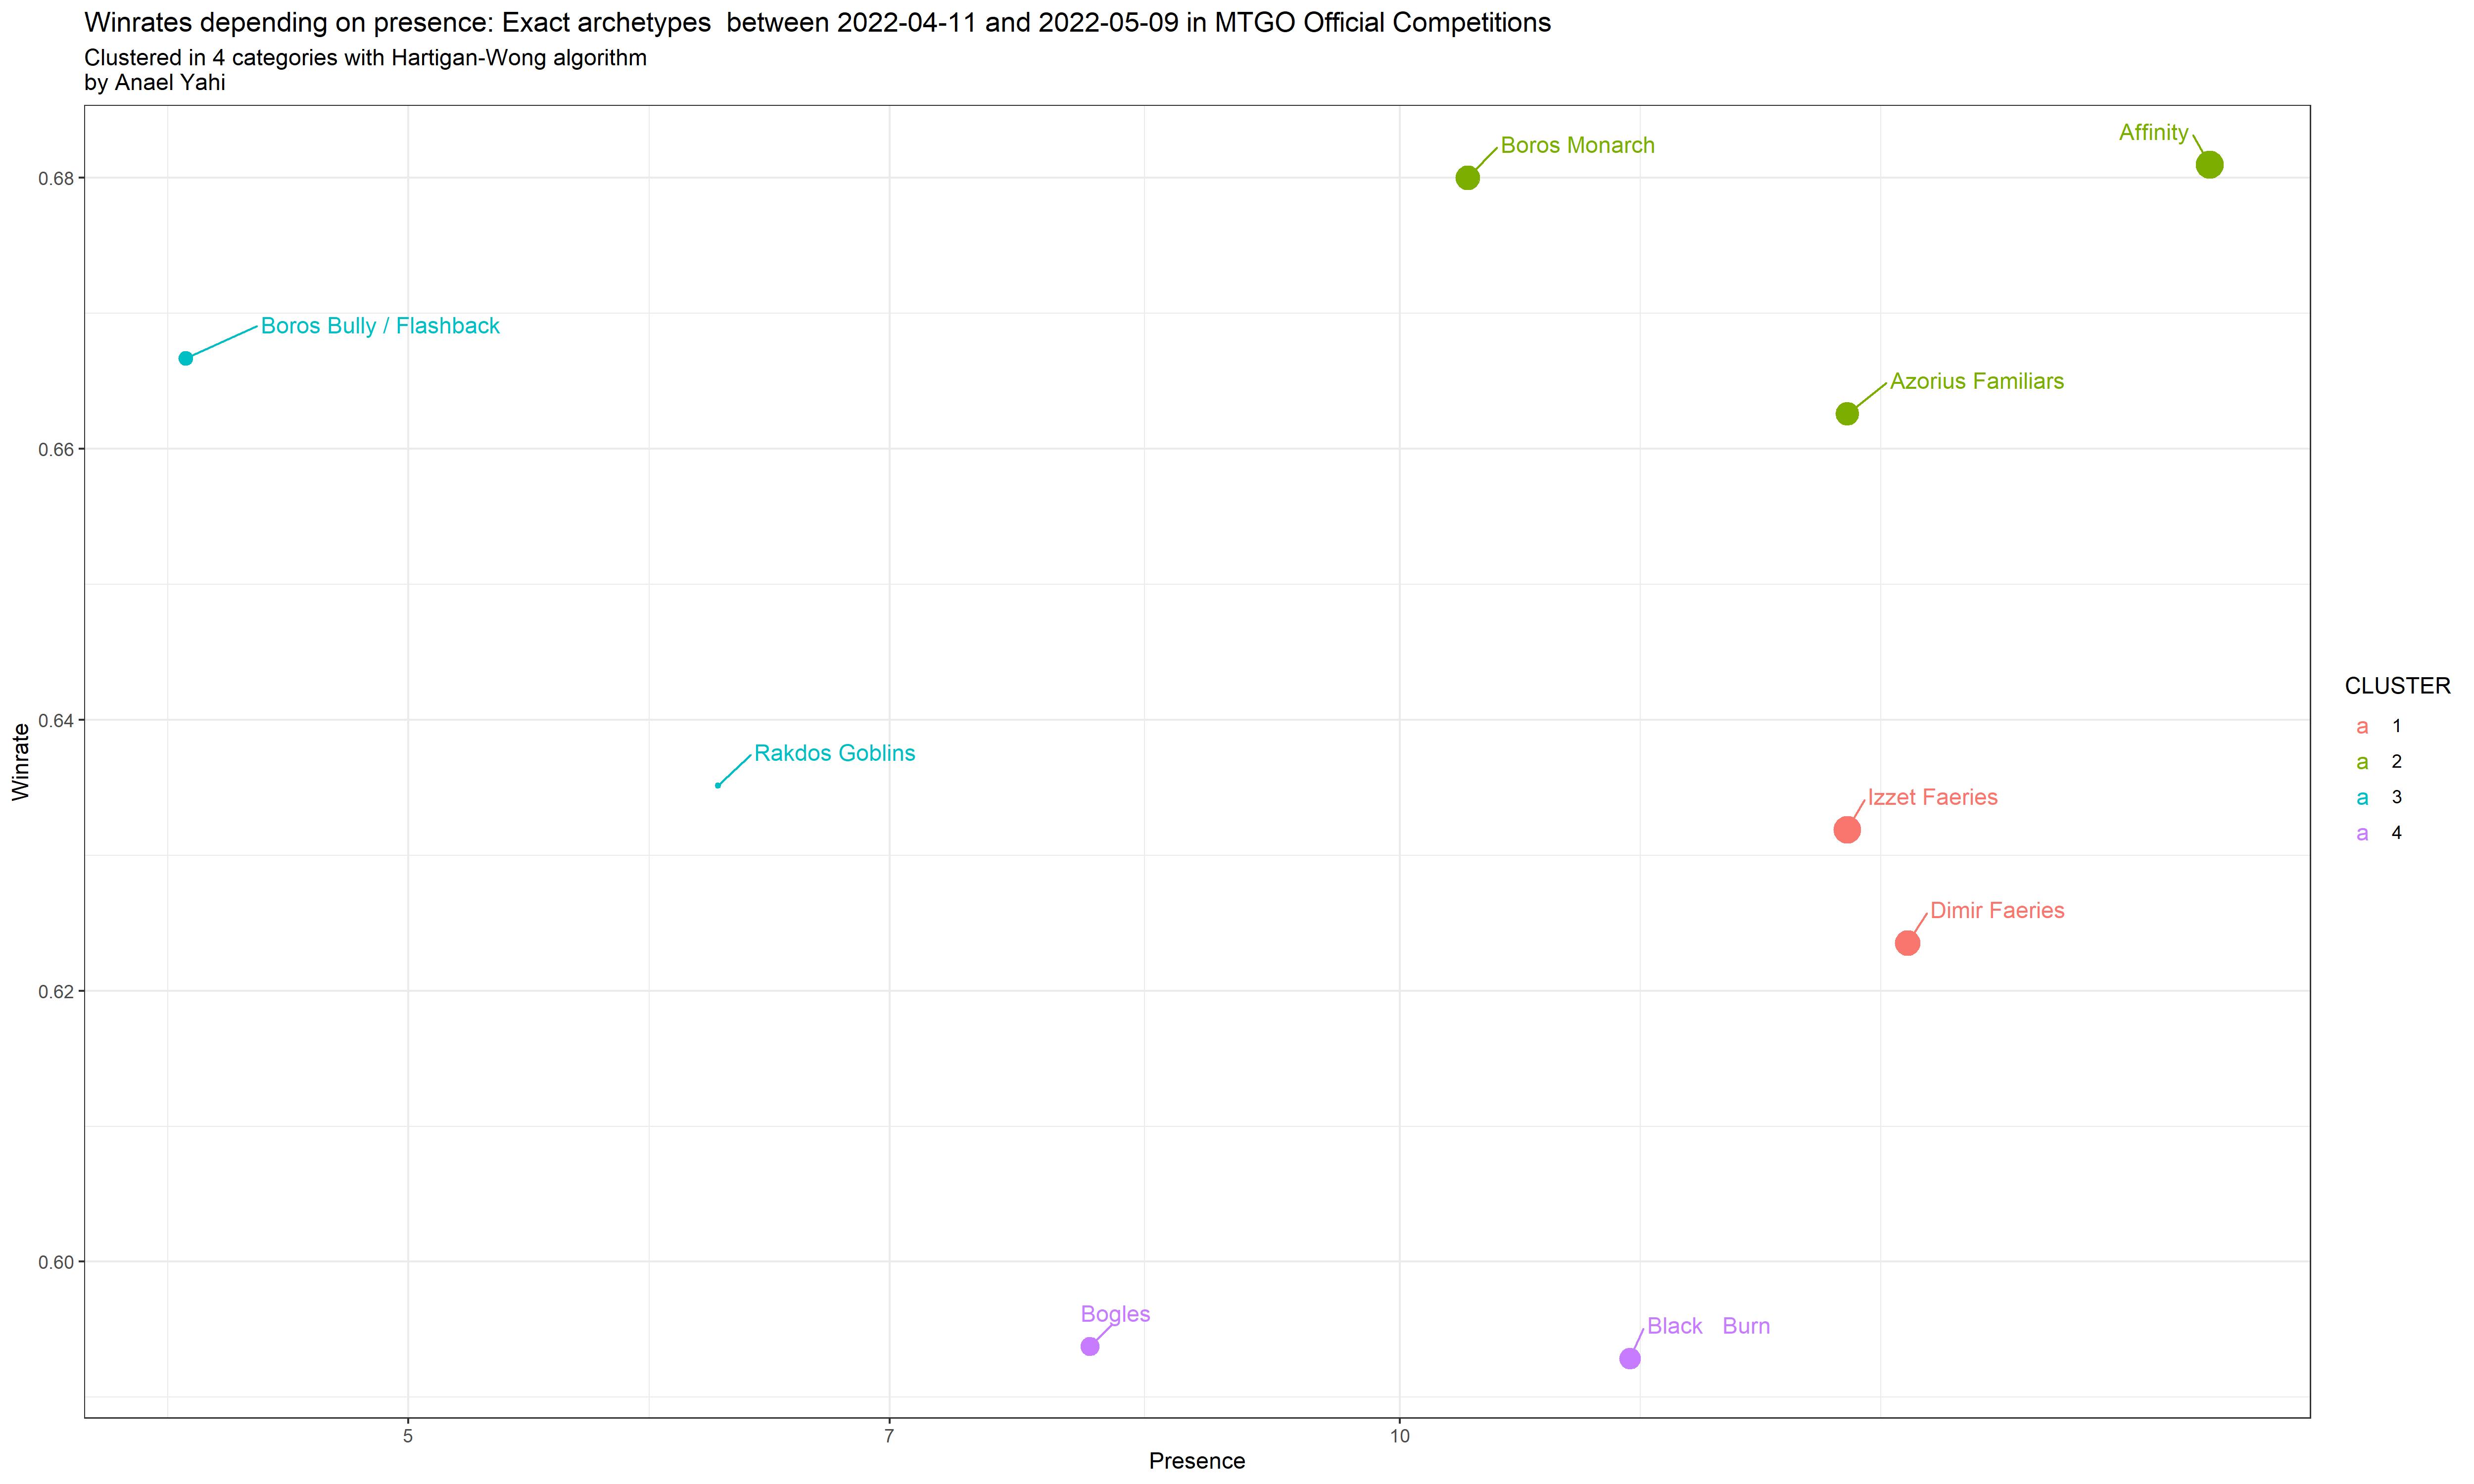 Winrates depending on presence: Exact archetypes  between 2022-04-11 and 2022-05-09 in MTGO Official Competitions
Clustered in 4 categories with Hartigan-Wong algorithm
by Anael Yahi
Affinity
Boros Monarch
0.68
Boros Bully / Flashback
Azorius Familiars
0.66
CLUSTER
0.64
a 1
Rakdos Goblins
a 2
Winrate
Izzet Faeries
a 3
a 4
Dimir Faeries
0.62
0.60
Bogles
Black   Burn
5
7
10
Presence